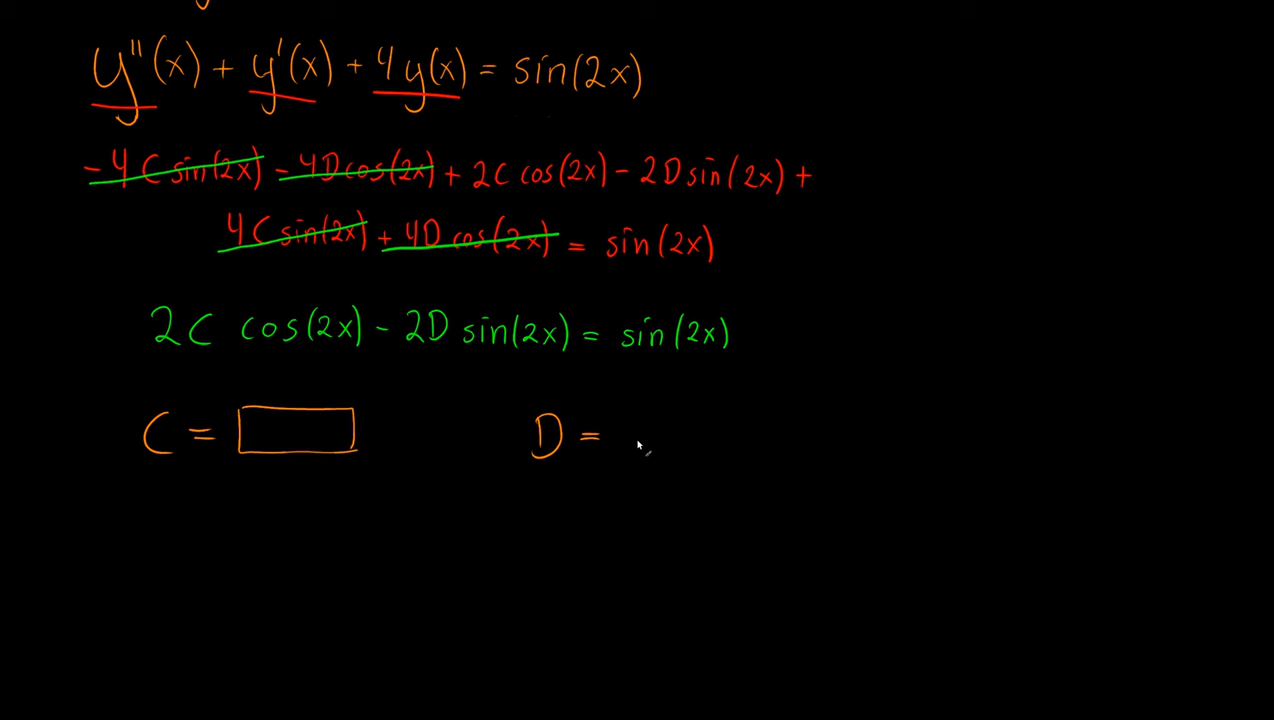 y''(x) + y'(x) + 4y(x) = sin(2x)
-4C sin(2x) - 4D cos(2x) + 2C cos(2x) - 2D sin(2x) +
4C sin(2x) + 4D cos(2x) = sin(2x)
2C cos(2x) - 2D sin(2x) = sin(2x)
C = D =